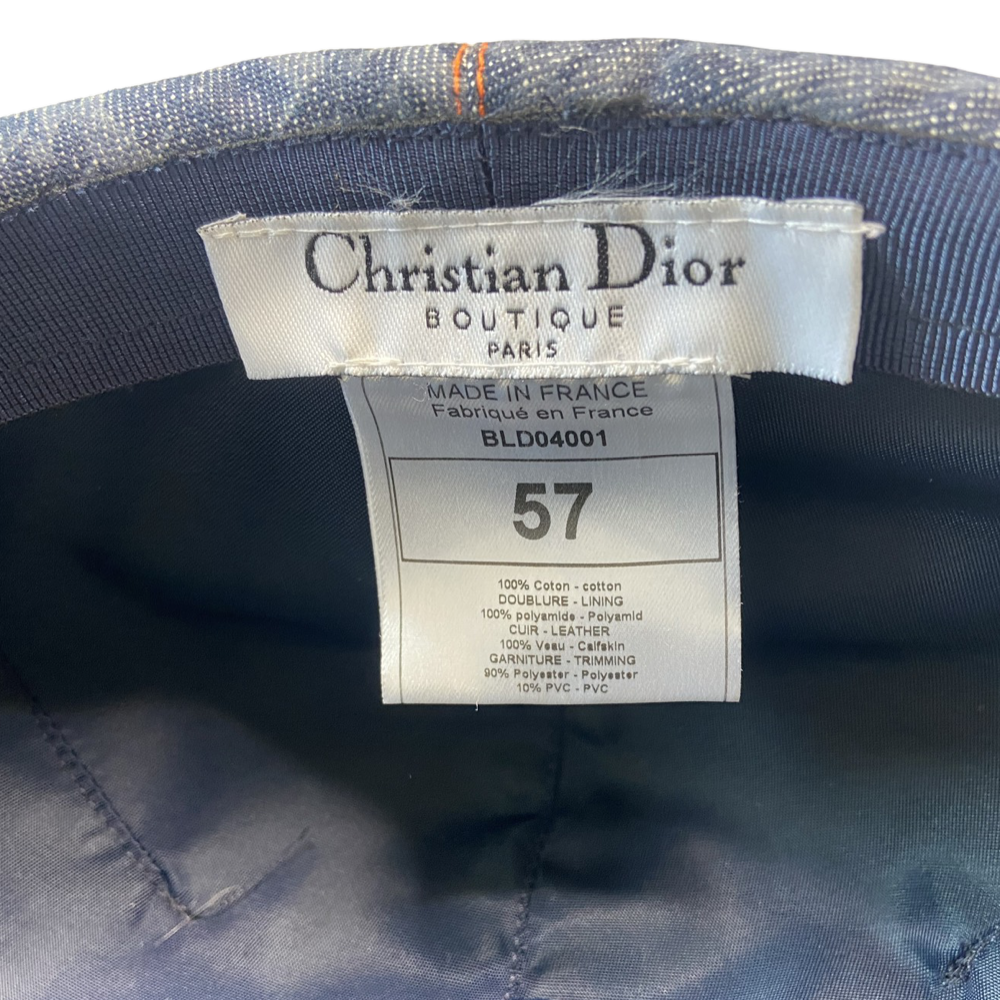 Christian Dior
BOUTIQUE
PARIS
MADE IN FRANCE
Fabriqué en France
BLD04001
57
100% Coton - cotton
DOUBLURE - LINING
100% polyamide - Polyamid
CUIR - LEATHER
100% Veau - Calfskin
GARNITURE - TRIMMING
90% Polyester - Polyester
10% PVC - PVC